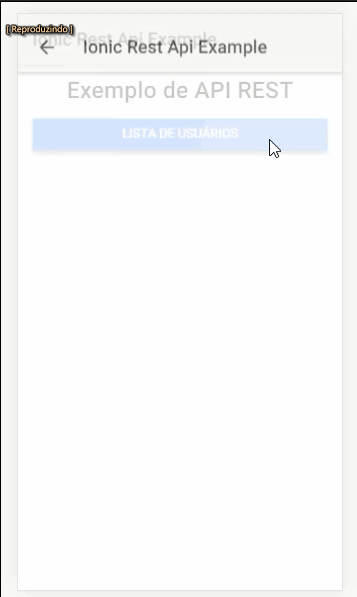 [ Reproduzindo ]
Ionic Rest Api Example
Ionic Rest Api Example
Exemplo de API REST
LISTA DE USUÁRIOS